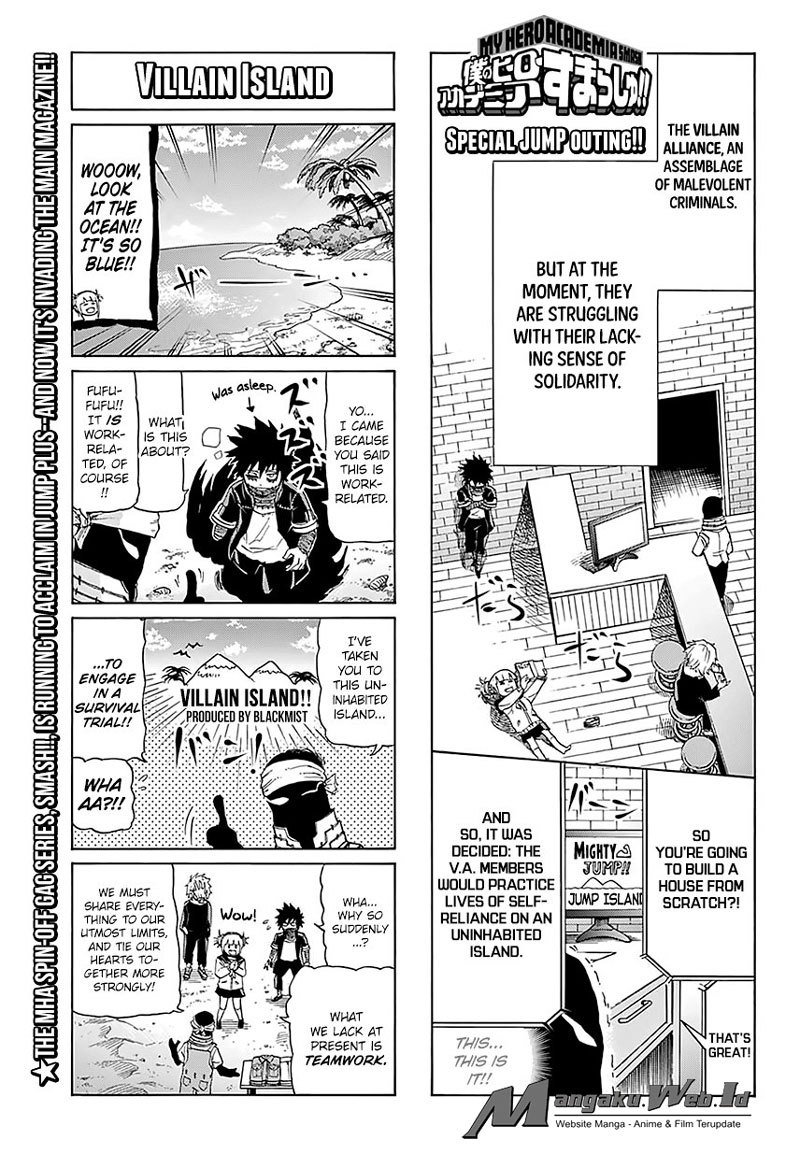 MY HERO ACADEMIA SMASH
僕のヒーロー
アカデミア すまっしゅ!!
SPECIAL JUMP OUTING!!
THE VILLAIN
ALLIANCE, AN
ASSEMBLAGE
OF MALEVOLENT
CRIMINALS.
BUT AT THE
MOMENT, THEY
ARE STRUGGLING
WITH THEIR LACK-
ING SENSE OF
SOLIDARITY.
だら
だら
SO
YOU'RE GOING
TO BUILD A
HOUSE FROM
SCRATCH?!
MIGHTY
JUMP!!
JUMP ISLAND
AND
SO, IT WAS
DECIDED: THE
V.A. MEMBERS
WOULD PRACTICE
LIVES OF SELF-
RELIANCE ON AN
UNINHABITED
ISLAND.
THAT'S
GREAT!
THIS...
THIS IS
IT!!
VILLAIN ISLAND
WOOOW,
LOOK
AT THE
OCEAN!!
IT'S SO
BLUE!!
YO...
I CAME
BECAUSE
YOU SAID
THIS IS
WORK-
RELATED.
Was asleep.
WHAT
IS THIS
ABOUT?
FUFU-
FUFU!!
IT IS
WORK-
RELATED, OF
COURSE
!!
I'VE
TAKEN
YOU TO
THIS UN-
INHABITED
ISLAND...
VILLAIN ISLAND!!
PRODUCED BY BLACKMIST
...TO
ENGAGE
IN A
SURVIVAL
TRIAL!!
WHA
AA?!!
WHA...
WHY SO
SUDDENLY
...?
Wow!
WE MUST
SHARE EVERY-
THING TO OUR
UTMOST LIMITS,
AND TIE OUR
HEARTS TO-
GETHER MORE
STRONGLY!
WHAT
WE LACK AT
PRESENT IS
TEAMWORK.
★THE MHA SPIN-OFF GAG SERIES, SMASH!!, IS RUNNING TO ACCLAIM IN JUMP PLUS--AND NOW IT'S INVADING THE MAIN MAGAZINE!!
Mangaku.Web.Id
Website Manga - Anime & Film Terupdate